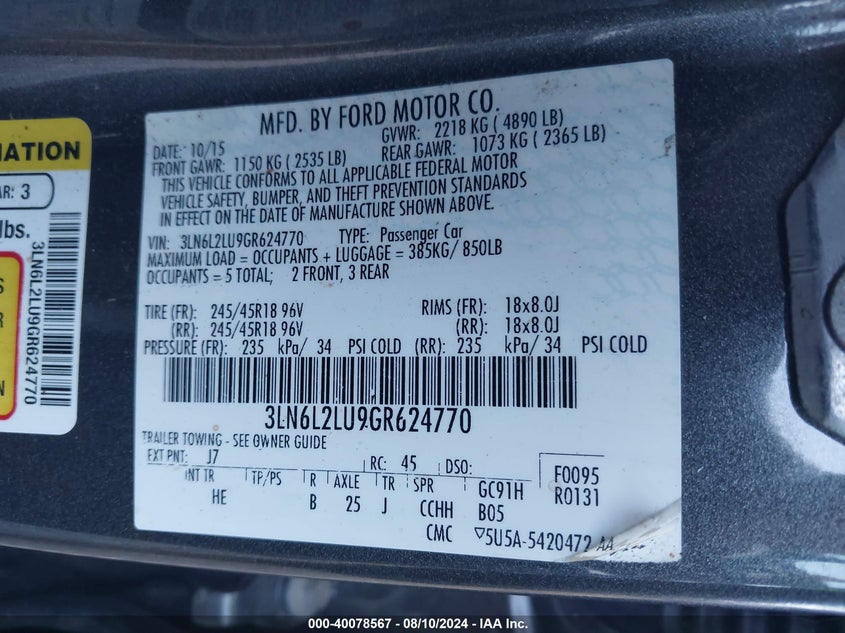 MATION
AR: 3
lbs.
S
R
N
3LN6L2LU9GR624770
MFD. BY FORD MOTOR CO.
DATE: 10/15 GVWR: 2218 KG ( 4890 LB)
FRONT GAWR: 1150 KG ( 2535 LB) REAR GAWR: 1073 KG ( 2365 LB)
THIS VEHICLE CONFORMS TO ALL APPLICABLE FEDERAL MOTOR
VEHICLE SAFETY, BUMPER, AND THEFT PREVENTION STANDARDS
IN EFFECT ON THE DATE OF MANUFACTURE SHOWN ABOVE.
VIN: 3LN6L2LU9GR624770 TYPE: Passenger Car
MAXIMUM LOAD = OCCUPANTS + LUGGAGE = 385KG/ 850LB
OCCUPANTS = 5 TOTAL; 2 FRONT, 3 REAR
TIRE (FR): 245/45R18 96V RIMS (FR): 18x8.0J
(RR): 245/45R18 96V (RR): 18x8.0J
PRESSURE (FR): 235 kPa/ 34 PSI COLD (RR): 235 kPa/ 34 PSI COLD
3LN6L2LU9GR624770
TRAILER TOWING - SEE OWNER GUIDE
EXT PNT: J7 RC: 45 DSO: F0095
INT TR TP/PS R AXLE TR SPR GC91H R0131
HE B 25 J CCHH B05
CMC ▽5U5A-5420472 AA
000-40078567 - 08/10/2024 - IAA Inc.